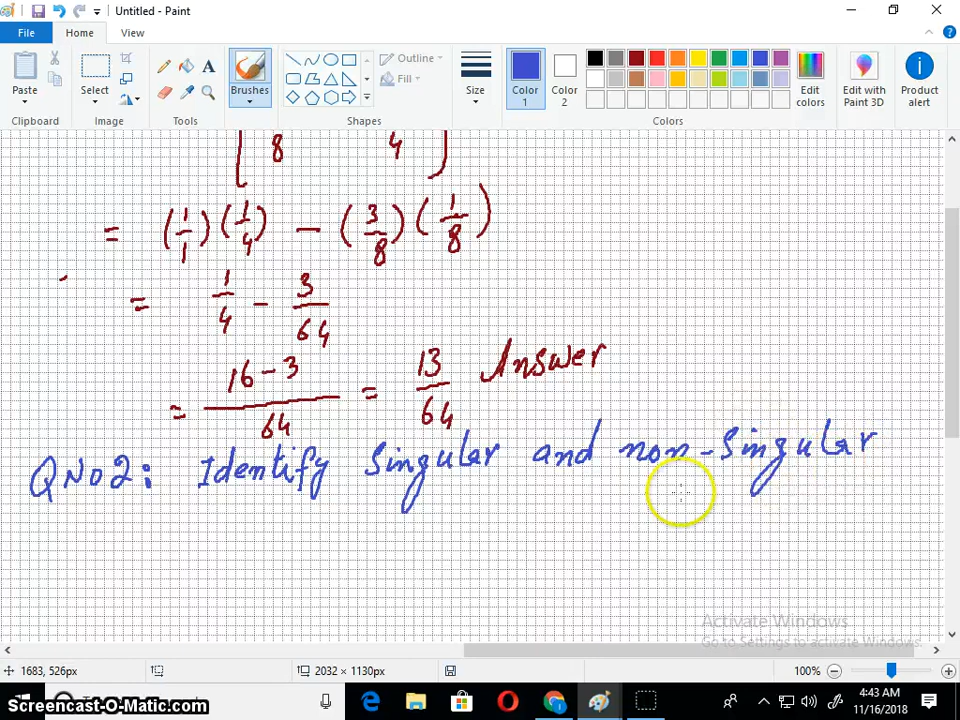 Untitled - Paint
File Home View
Paste Select Brushes Outline Fill Size Color 1 Color 2 Edit colors Edit with Paint 3D Product alert
Clipboard Image Tools Shapes Colors
8 4
= (1/1)(1/4) - (3/8)(1/8)
= 1/4 - 3/64
= 16-3/64 = 13/64 Answer
QNo2: Identify Singular and non-Singular
Activate Windows
Go to Settings to activate Windows.
1683, 526px 2032 × 1130px 100%
Screencast-O-Matic.com
4:43 AM
11/16/2018